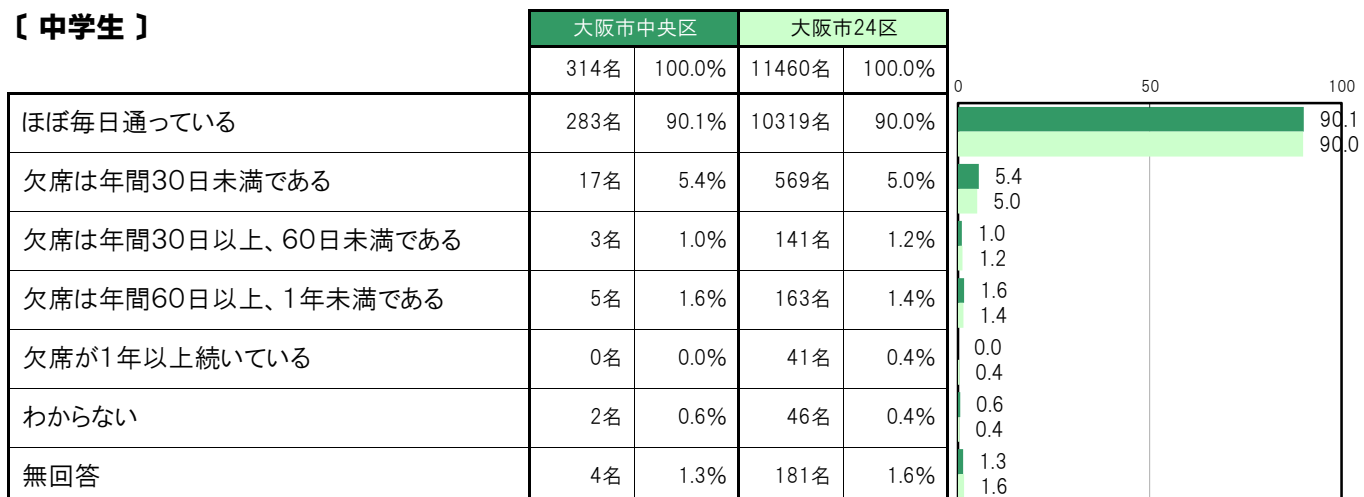 〔 中学生 〕
大阪市中央区 大阪市24区
314名 100.0% 11460名 100.0%
0 50 100
ほぼ毎日通っている 283名 90.1% 10319名 90.0% 90.1
90.0
欠席は年間30日未満である 17名 5.4% 569名 5.0% 5.4
5.0
欠席は年間30日以上、60日未満である 3名 1.0% 141名 1.2% 1.0
1.2
欠席は年間60日以上、1年未満である 5名 1.6% 163名 1.4% 1.6
1.4
欠席が1年以上続いている 0名 0.0% 41名 0.4% 0.0
0.4
わからない 2名 0.6% 46名 0.4% 0.6
0.4
無回答 4名 1.3% 181名 1.6% 1.3
1.6